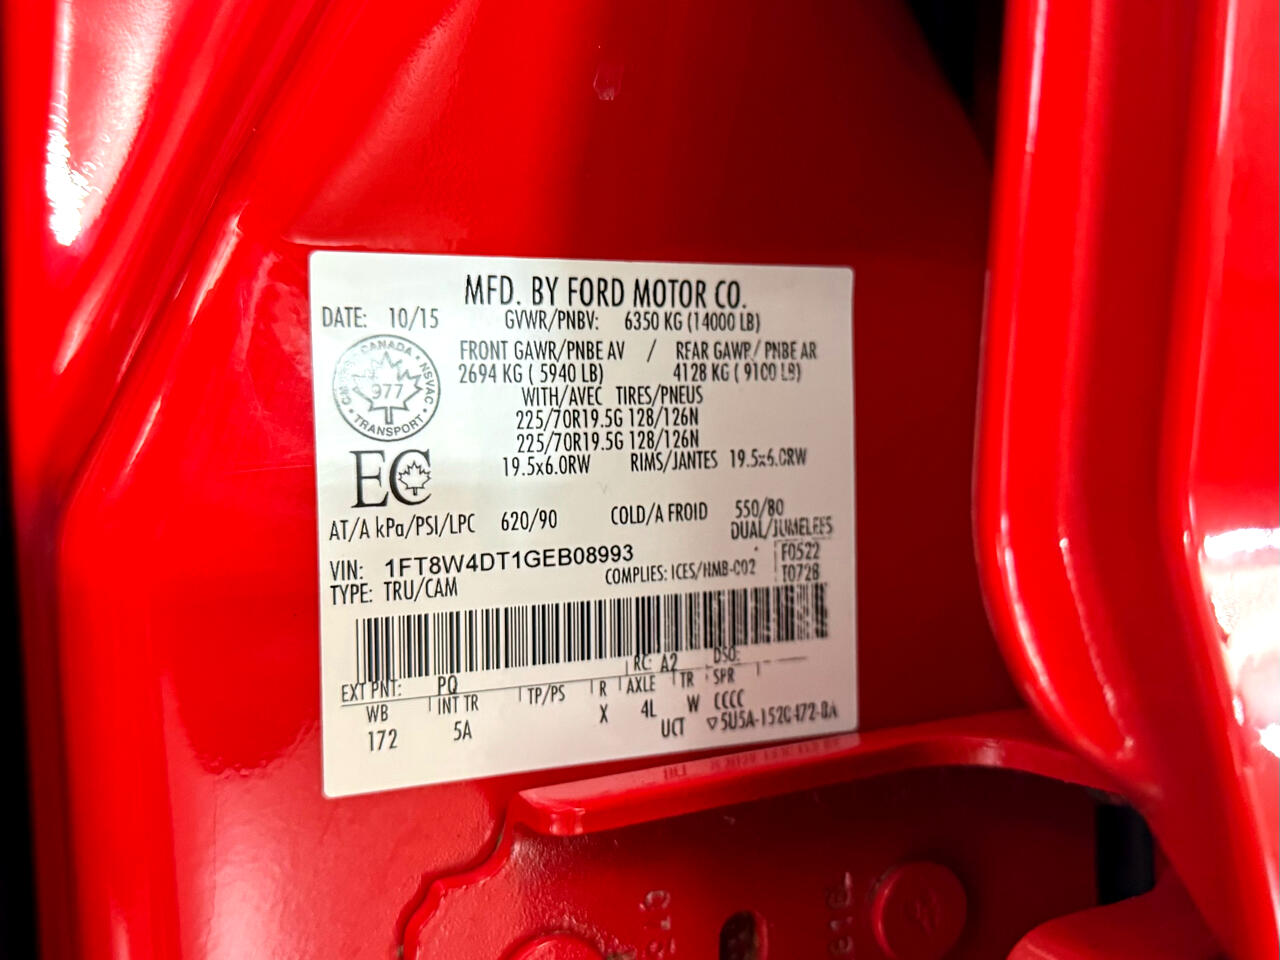 MFD. BY FORD MOTOR CO.
DATE: 10/15 GVWR/PNBV: 6350 KG (14000 LB)
FRONT GAWR/PNBE AV / REAR GAWR/PNBE AR
2694 KG ( 5940 LB) 4128 KG ( 9100 LB)
WITH/AVEC TIRES/PNEUS
225/70R19.5G 128/126N
225/70R19.5G 128/126N
19.5x6.0RW RIMS/JANTES 19.5x6.0RW
CANADA NSVAC TRANSPORT
977
EC
AT/A kPa/PSI/LPC 620/90 COLD/A FROID 550/80
DUAL/JUMELEES
VIN: 1FT8W4DT1GEB08993
F0522
TYPE: TRU/CAM COMPLIES: ICES/NMB-002 T0728
RC: A2 DSO:
EXT PNT: PQ
WB INT TR TP/PS R AXLE TR SPR
172 5A X 4L W CCCC
UCT ▽5U5A-1520472-BA